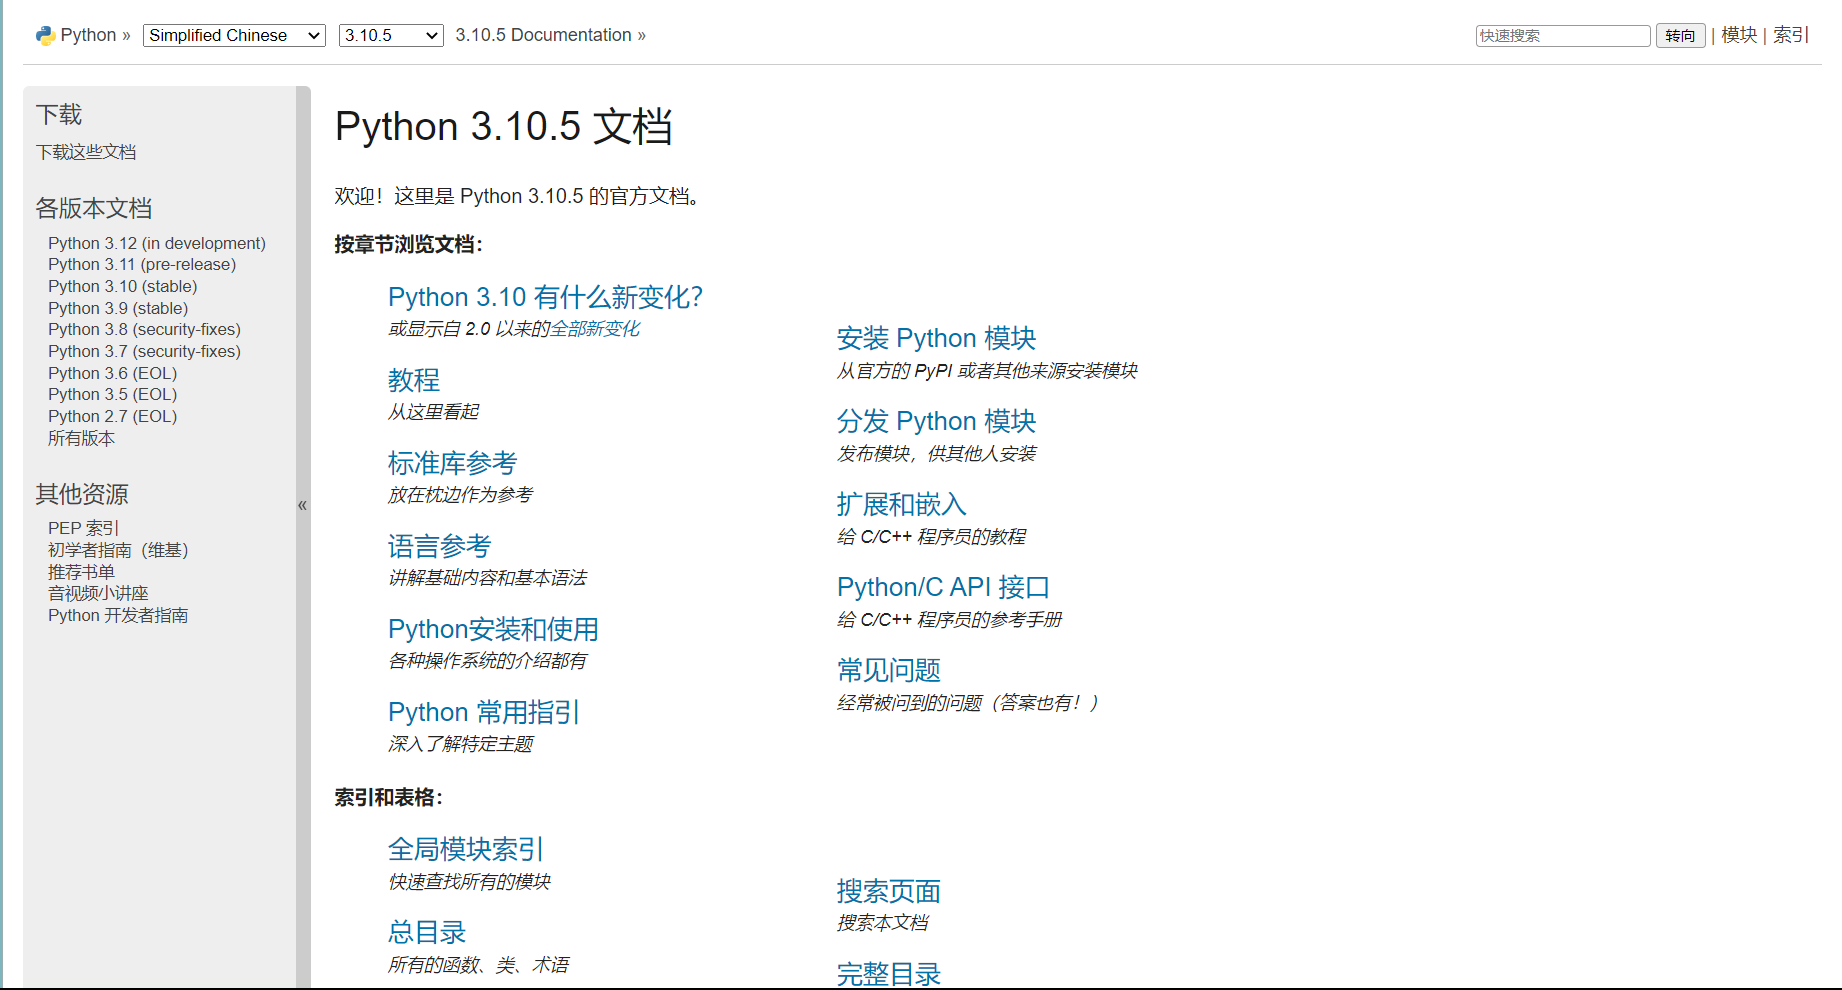 Python » Simplified Chinese 3.10.5 3.10.5 Documentation » 快速搜索 转向 | 模块 | 索引
下载
下载这些文档
各版本文档
Python 3.12 (in development)
Python 3.11 (pre-release)
Python 3.10 (stable)
Python 3.9 (stable)
Python 3.8 (security-fixes)
Python 3.7 (security-fixes)
Python 3.6 (EOL)
Python 3.5 (EOL)
Python 2.7 (EOL)
所有版本
其他资源
PEP 索引
初学者指南（维基）
推荐书单
音视频小讲座
Python 开发者指南
«
Python 3.10.5 文档
欢迎！这里是 Python 3.10.5 的官方文档。
按章节浏览文档：
Python 3.10 有什么新变化？
或显示自 2.0 以来的全部新变化
教程
从这里看起
标准库参考
放在枕边作为参考
语言参考
讲解基础内容和基本语法
Python安装和使用
各种操作系统的介绍都有
Python 常用指引
深入了解特定主题
安装 Python 模块
从官方的 PyPI 或者其他来源安装模块
分发 Python 模块
发布模块，供其他人安装
扩展和嵌入
给 C/C++ 程序员的教程
Python/C API 接口
给 C/C++ 程序员的参考手册
常见问题
经常被问到的问题（答案也有！）
索引和表格：
全局模块索引
快速查找所有的模块
总目录
所有的函数、类、术语
搜索页面
搜索本文档
完整目录